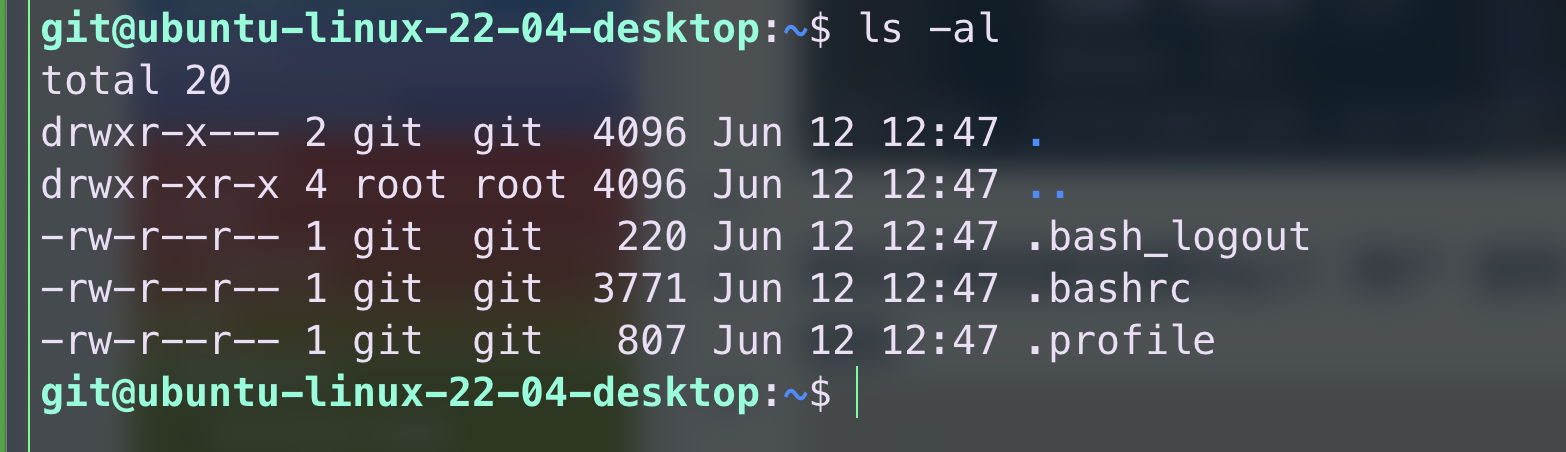 git@ubuntu-linux-22-04-desktop:~$ ls -al
total 20
drwxr-x--- 2 git  git  4096 Jun 12 12:47 .
drwxr-xr-x 4 root root 4096 Jun 12 12:47 ..
-rw-r--r-- 1 git  git   220 Jun 12 12:47 .bash_logout
-rw-r--r-- 1 git  git  3771 Jun 12 12:47 .bashrc
-rw-r--r-- 1 git  git   807 Jun 12 12:47 .profile
git@ubuntu-linux-22-04-desktop:~$